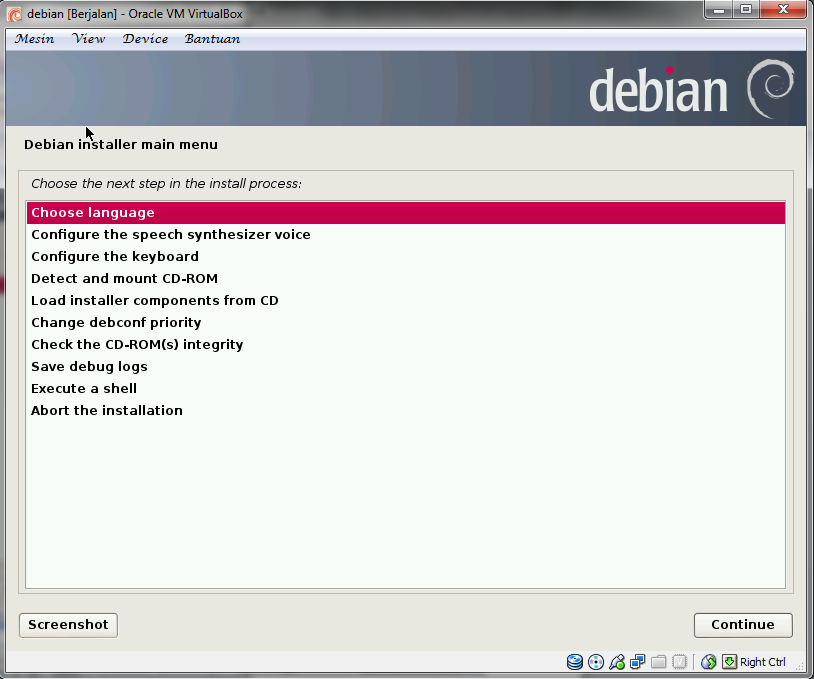 debian [Berjalan] - Oracle VM VirtualBox
Mesin View Device Bantuan
debian
Debian installer main menu
Choose the next step in the install process:
Choose language
Configure the speech synthesizer voice
Configure the keyboard
Detect and mount CD-ROM
Load installer components from CD
Change debconf priority
Check the CD-ROM(s) integrity
Save debug logs
Execute a shell
Abort the installation
Screenshot
Continue
Right Ctrl